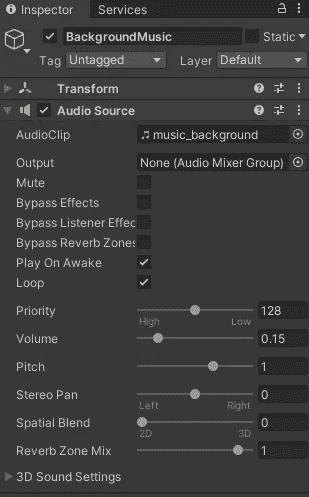 Inspector Services
BackgroundMusic Static
Tag Untagged Layer Default
Transform
Audio Source
AudioClip music_background
Output None (Audio Mixer Group)
Mute
Bypass Effects
Bypass Listener Effec
Bypass Reverb Zones
Play On Awake
Loop
Priority 128
High Low
Volume 0.15
Pitch 1
Stereo Pan 0
Left Right
Spatial Blend 0
2D 3D
Reverb Zone Mix 1
3D Sound Settings